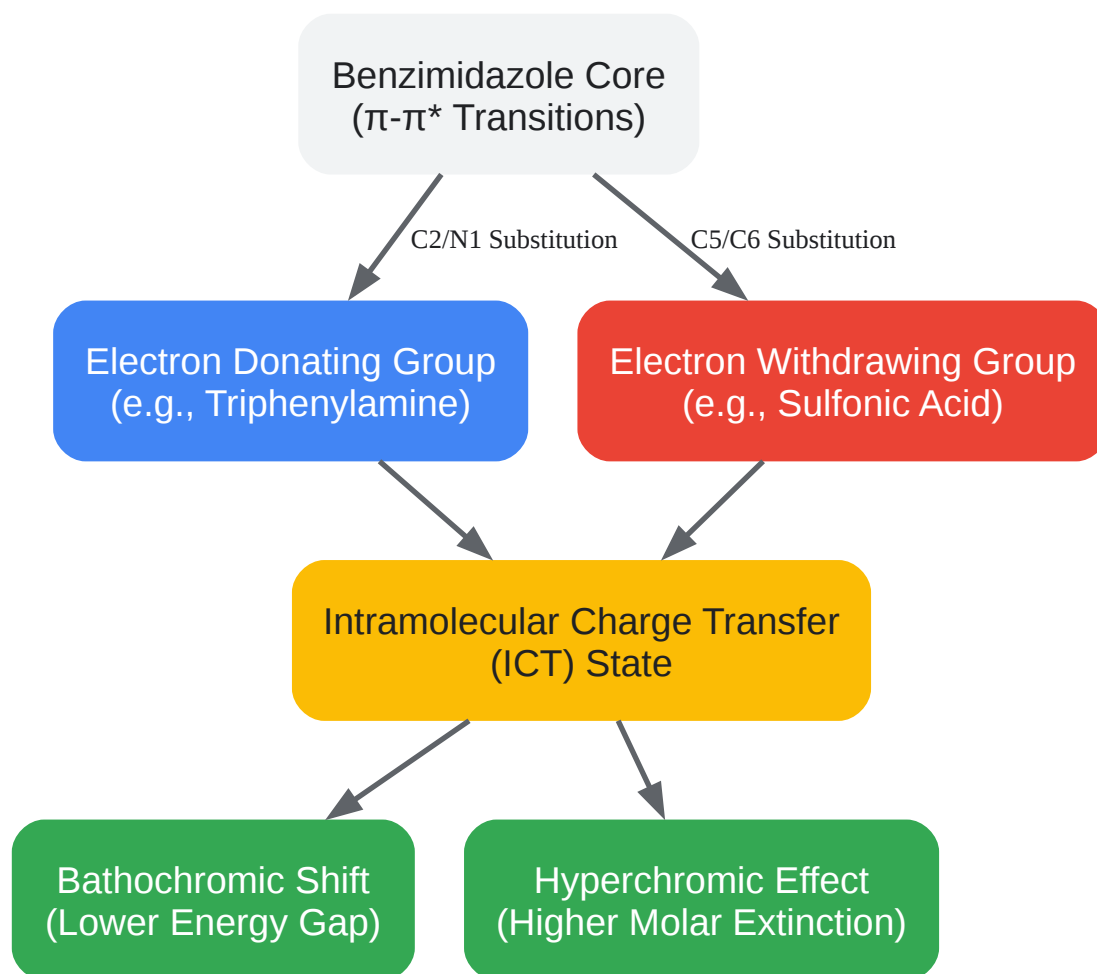 Benzimidazole Core
(π-π* Transitions)
C2/N1 Substitution
C5/C6 Substitution
Electron Donating Group
(e.g., Triphenylamine)
Electron Withdrawing Group
(e.g., Sulfonic Acid)
Intramolecular Charge Transfer
(ICT) State
Bathochromic Shift
(Lower Energy Gap)
Hyperchromic Effect
(Higher Molar Extinction)